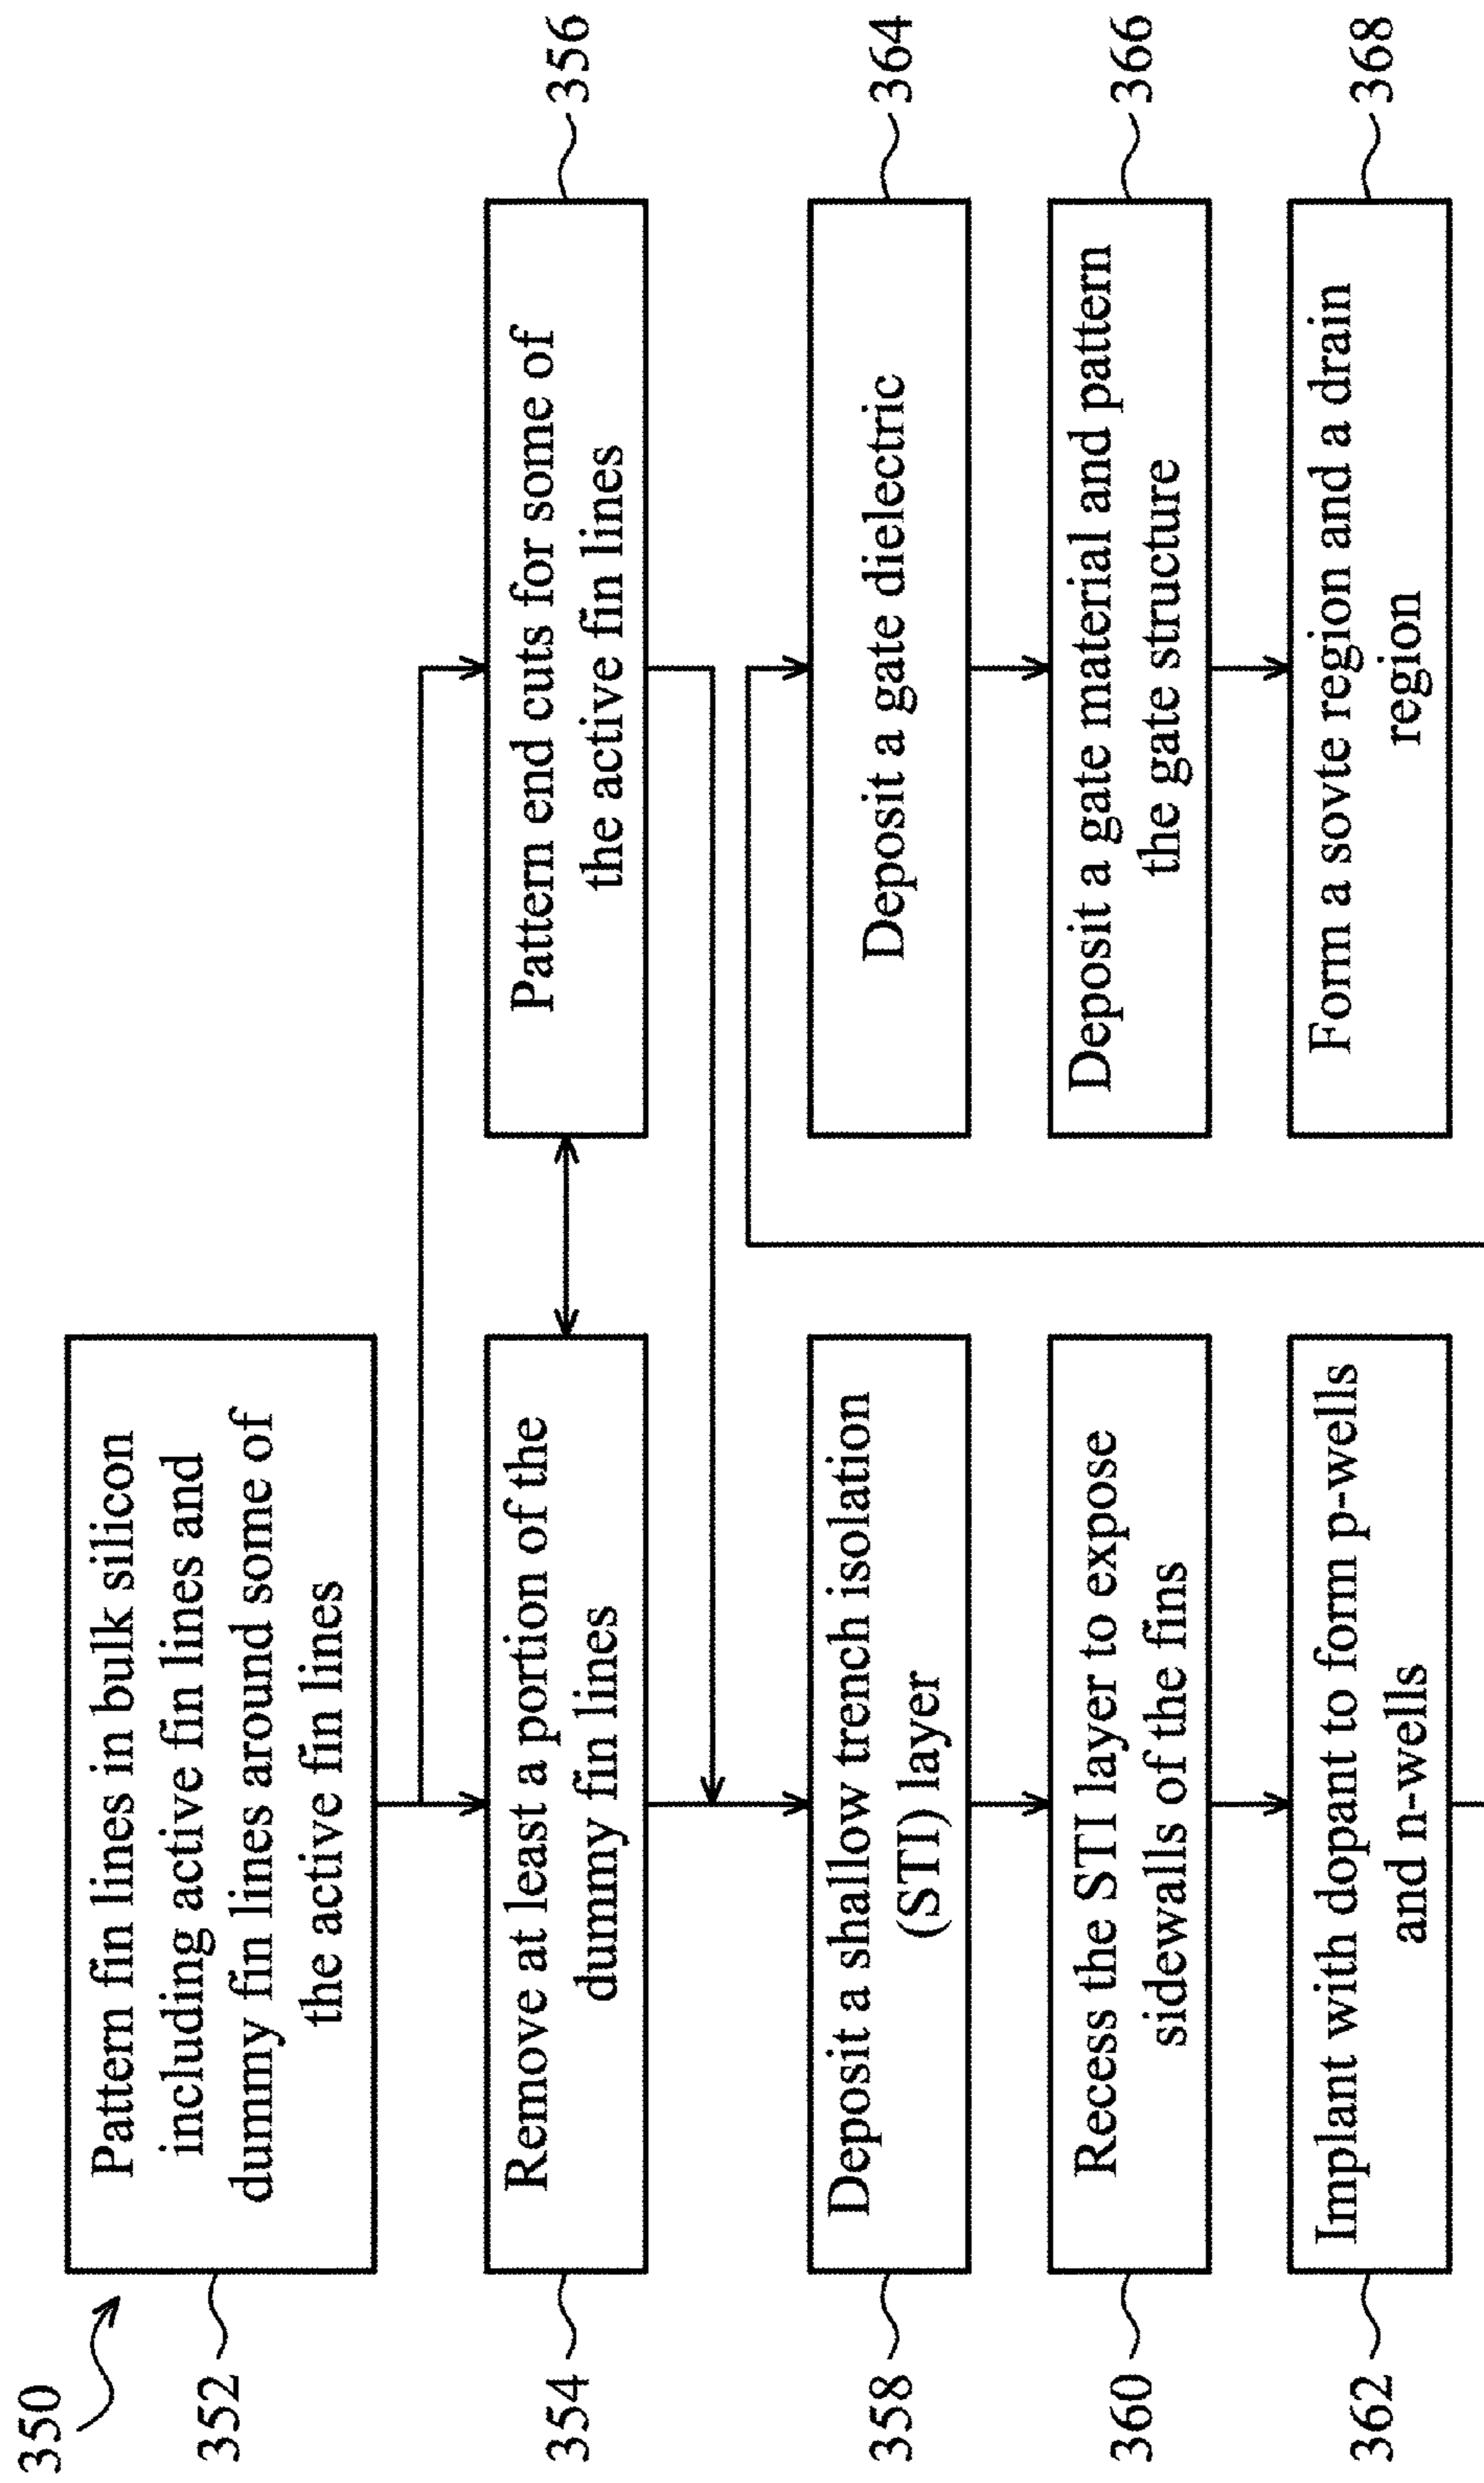 350
352
Pattern fin lines in bulk silicon
including active fin lines and
dummy fin lines around some of
the active fin lines
354
Remove at least a portion of the
dummy fin lines
Pattern end cuts for some of
the active fin lines
356
358
Deposit a shallow trench isolation
(STI) layer
360
Recess the STI layer to expose
sidewalls of the fins
362
Implant with dopant to form p-wells
and n-wells
Deposit a gate dielectric
364
Deposit a gate material and pattern
the gate structure
366
Form a sovte region and a drain
region
368